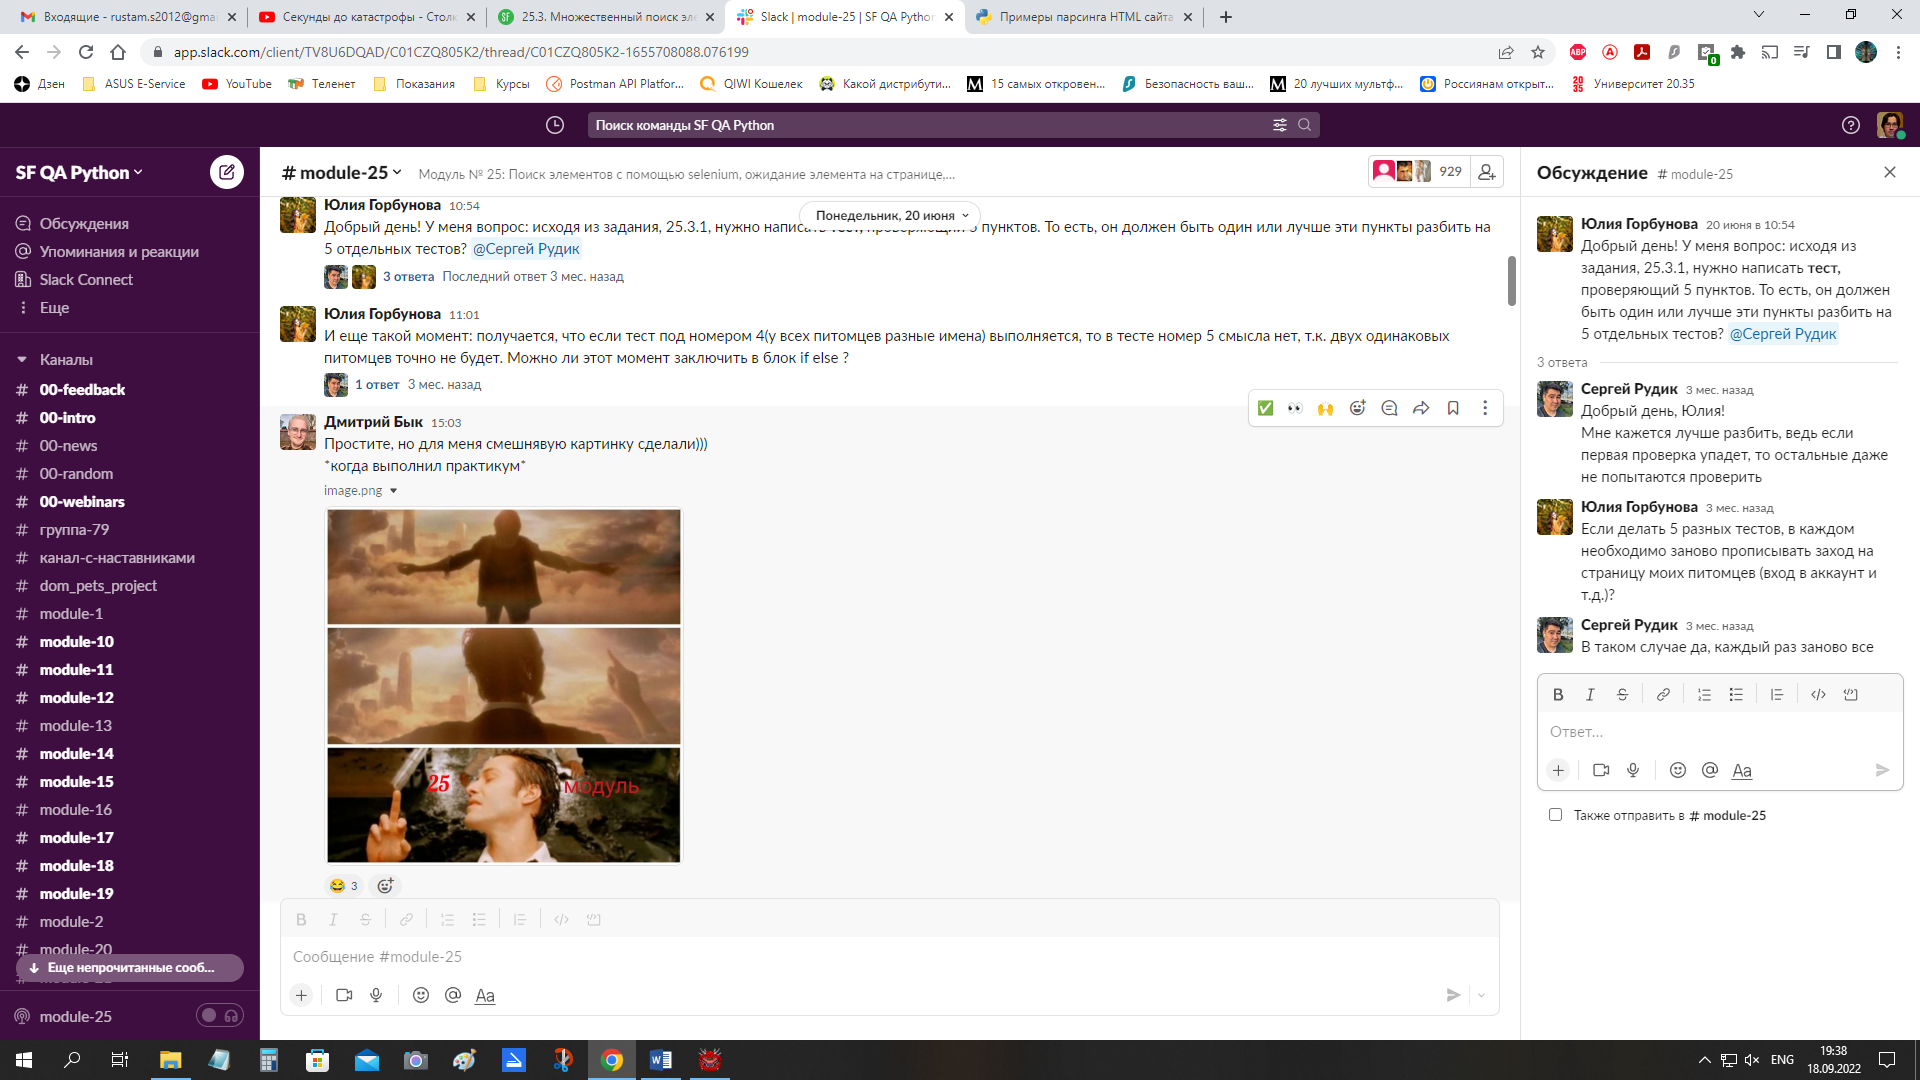 Входящие - rustam.s2012@gmai
Секунды до катастрофы - Столк
25.3. Множественный поиск эле
Slack | module-25 | SF QA Python
Примеры парсинга HTML сайта
app.slack.com/client/TV8U6DQAD/C01CZQ805K2/thread/C01CZQ805K2-1655708088.076199
Дзен
ASUS E-Service
YouTube
Теленет
Показания
Курсы
Postman API Platfor...
QIWI Кошелек
Какой дистрибути...
15 самых откровен...
Безопасность ваш...
20 лучших мультф...
Россиянам открыт...
Университет 20.35
Поиск команды SF QA Python
SF QA Python
Обсуждения
Упоминания и реакции
Slack Connect
Еще
Каналы
# 00-feedback
# 00-intro
# 00-news
# 00-random
# 00-webinars
# группа-79
# канал-с-наставниками
# dom_pets_project
# module-1
# module-10
# module-11
# module-12
# module-13
# module-14
# module-15
# module-16
# module-17
# module-18
# module-19
# module-2
# module-20
Еще непрочитанные сооб...
module-25
# module-25
Модуль № 25: Поиск элементов с помощью selenium, ожидание элемента на странице,...
929
Понедельник, 20 июня
Юлия Горбунова 10:54
Добрый день! У меня вопрос: исходя из задания, 25.3.1, нужно написать тест, проверяющий 5 пунктов. То есть, он должен быть один или лучше эти пункты разбить на
5 отдельных тестов? @Сергей Рудик
3 ответа Последний ответ 3 мес. назад
Юлия Горбунова 11:01
И еще такой момент: получается, что если тест под номером 4(у всех питомцев разные имена) выполняется, то в тесте номер 5 смысла нет, т.к. двух одинаковых
питомцев точно не будет. Можно ли этот момент заключить в блок if else ?
1 ответ 3 мес. назад
Дмитрий Бык 15:03
Простите, но для меня смешнявую картинку сделали)))
*когда выполнил практикум*
image.png
25
модуль
3
Сообщение #module-25
Обсуждение # module-25
Юлия Горбунова 20 июня в 10:54
Добрый день! У меня вопрос: исходя из
задания, 25.3.1, нужно написать тест,
проверяющий 5 пунктов. То есть, он должен
быть один или лучше эти пункты разбить на
5 отдельных тестов? @Сергей Рудик
3 ответа
Сергей Рудик 3 мес. назад
Добрый день, Юлия!
Мне кажется лучше разбить, ведь если
первая проверка упадет, то остальные даже
не попытаются проверить
Юлия Горбунова 3 мес. назад
Если делать 5 разных тестов, в каждом
необходимо заново прописывать заход на
страницу моих питомцев (вход в аккаунт и
т.д.)?
Сергей Рудик 3 мес. назад
В таком случае да, каждый раз заново все
Ответ...
Также отправить в # module-25
ENG
19:38
18.09.2022